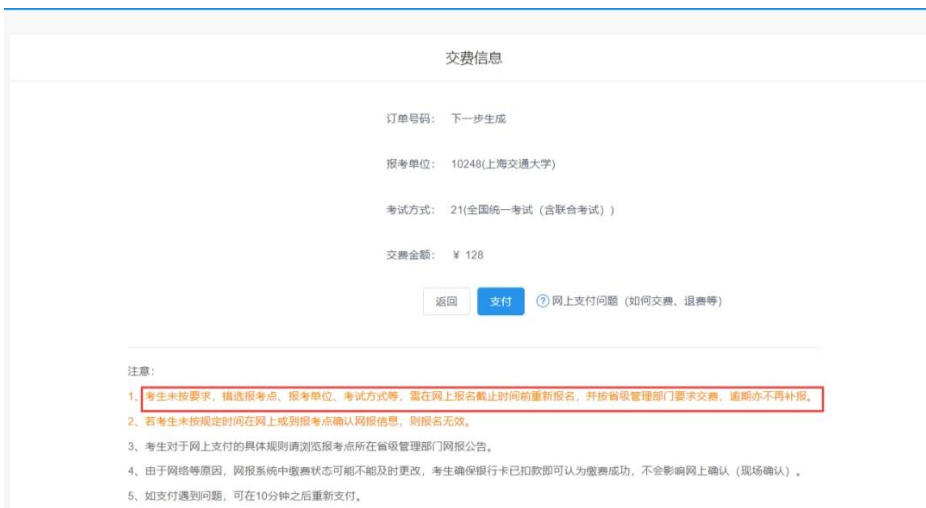 交费信息
订单号码： 下一步生成
报考单位： 10248(上海交通大学)
考试方式： 21(全国统一考试（含联合考试）)
交费金额： ¥ 128
返回 支付 ?网上支付问题（如何交费、退费等）
注意：
1、考生未按要求，错选报考点、报考单位、考试方式等，需在网上报名截止时间前重新报名，并按省级管理部门要求交费，逾期亦不再补报。
2、若考生未按规定时间在网上或到报考点确认网报信息，则报名无效。
3、考生对于网上支付的具体规则请浏览报考点所在省级管理部门网报公告。
4、由于网络等原因，网报系统中缴费状态可能不能及时更改，考生确保银行卡已扣款即可认为缴费成功，不会影响网上确认（现场确认）。
5、如支付遇到问题，可在10分钟之后重新支付。